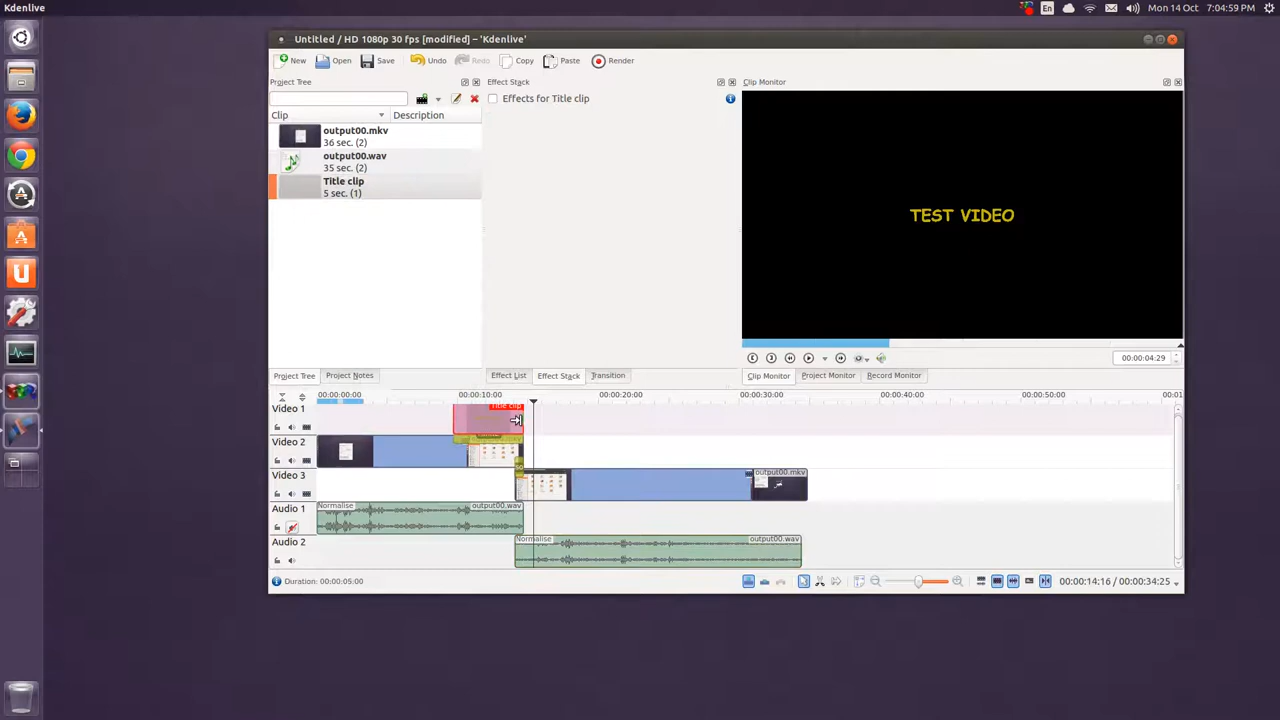 Kdenlive
En
Mon 14 Oct
7:04:59 PM
Untitled / HD 1080p 30 fps [modified] – 'Kdenlive'
New
Open
Save
Undo
Redo
Copy
Paste
Render
Project Tree
Effect Stack
Clip Monitor
Effects for Title clip
Clip
Description
output00.mkv
36 sec. (2)
output00.wav
35 sec. (2)
Title clip
5 sec. (1)
TEST VIDEO
00:00:04:29
Project Tree
Project Notes
Effect List
Effect Stack
Transition
Clip Monitor
Project Monitor
Record Monitor
00:00:00:00
00:00:10:00
00:00:20:00
00:00:30:00
00:00:40:00
00:00:50:00
00:01
Video 1
Title clip
Video 2
Video 3
output00.mkv
Audio 1
Normalise
output00.wav
Audio 2
Normalise
output00.wav
Duration: 00:00:05:00
00:00:14:16 / 00:00:34:25